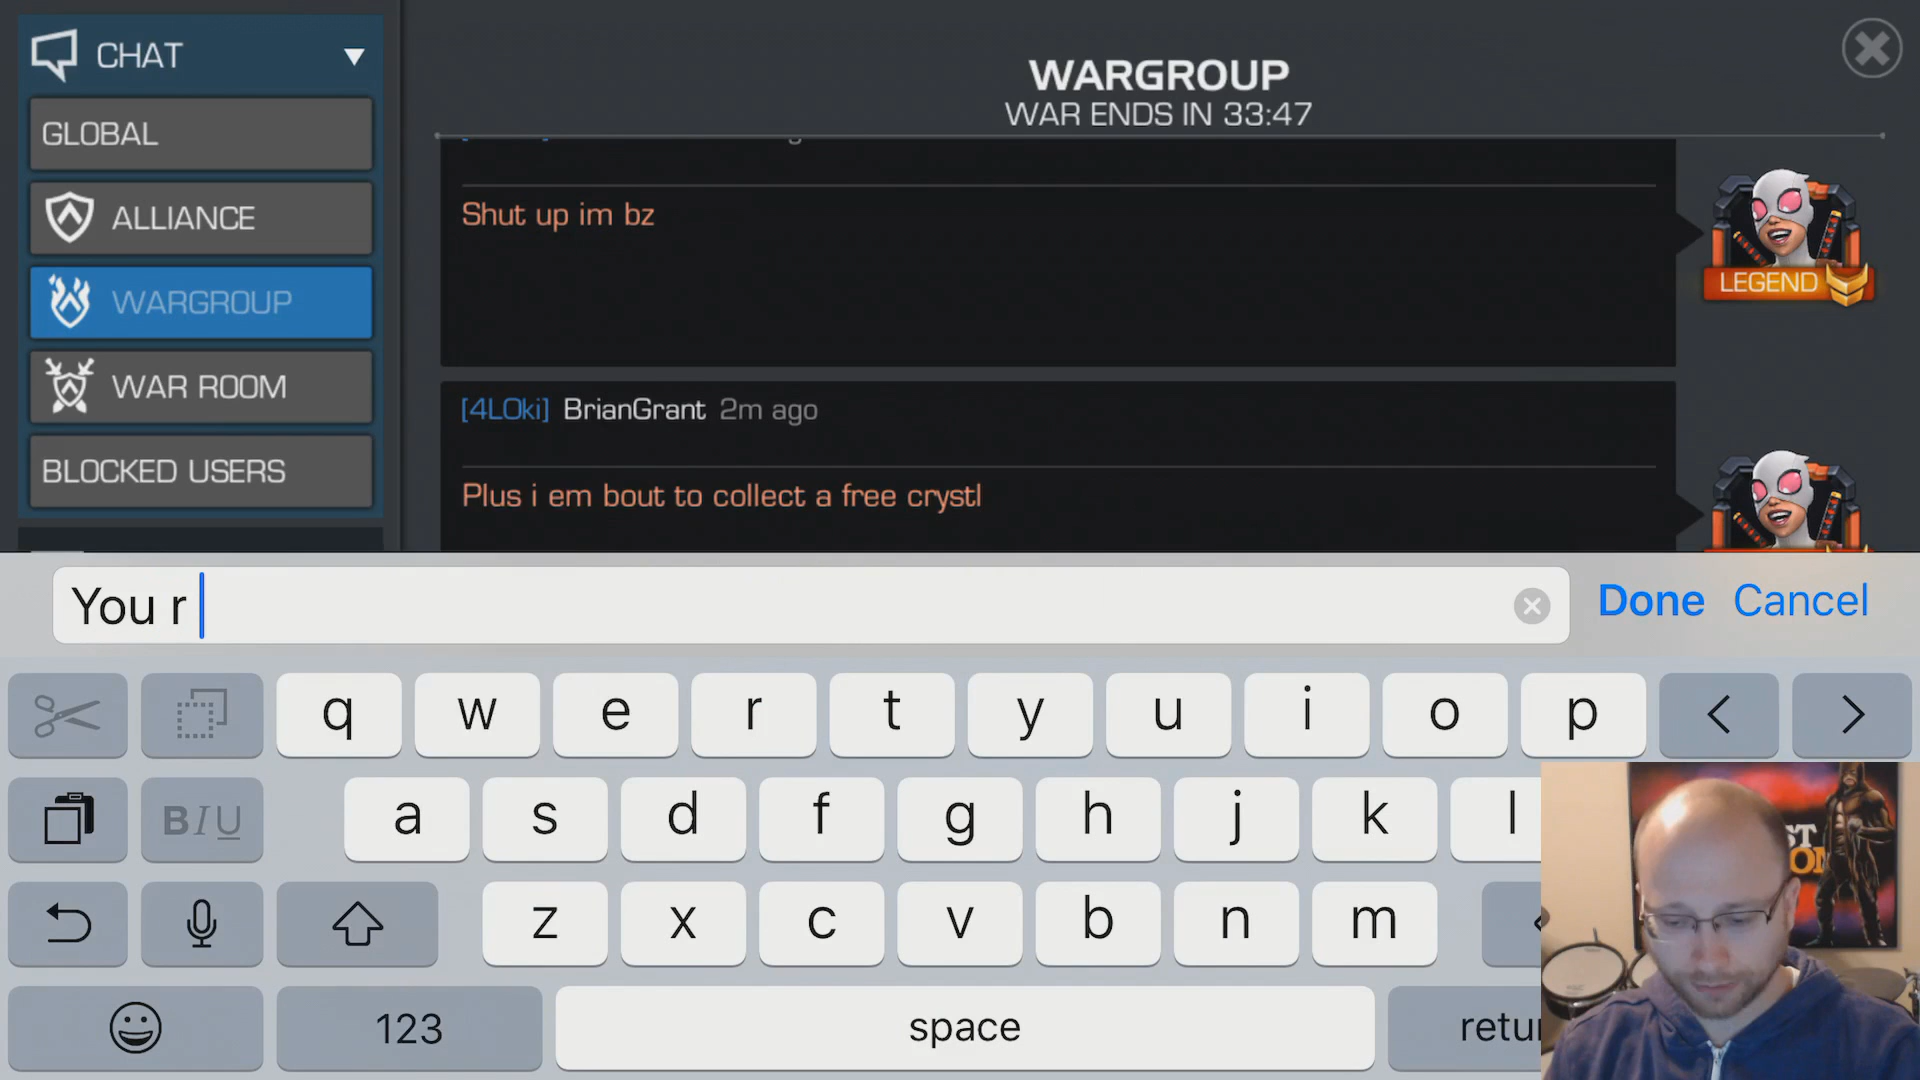 CHAT
GLOBAL
ALLIANCE
WARGROUP
WAR ROOM
BLOCKED USERS
WARGROUP
WAR ENDS IN 33:47
Shut up im bz
LEGEND
[4LOki] BrianGrant 2m ago
Plus i em bout to collect a free crystl
You r
Done Cancel
q w e r t y u i o p
BIU a s d f g h j k l
z x c v b n m
123 space retur